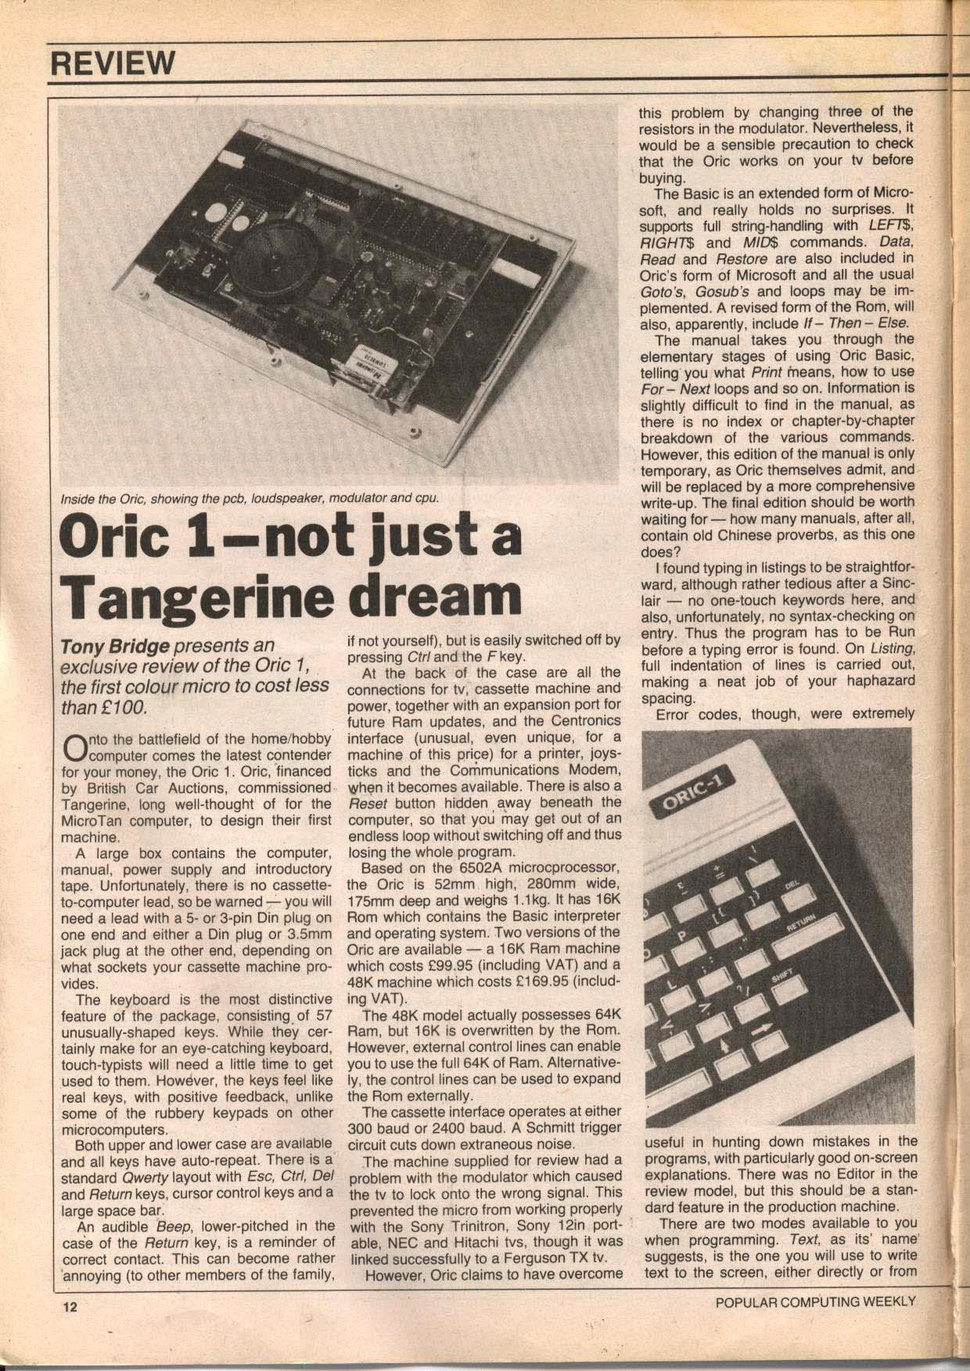 REVIEW
Inside the Oric, showing the pcb, loudspeaker, modulator and cpu.
Oric 1–not just a
Tangerine dream
Tony Bridge presents an
exclusive review of the Oric 1,
the first colour micro to cost less
than £100.
Onto the battlefield of the home/hobby
computer comes the latest contender
for your money, the Oric 1. Oric, financed
by British Car Auctions, commissioned
Tangerine, long well-thought of for the
MicroTan computer, to design their first
machine.
A large box contains the computer,
manual, power supply and introductory
tape. Unfortunately, there is no cassette-
to-computer lead, so be warned — you will
need a lead with a 5- or 3-pin Din plug on
one end and either a Din plug or 3.5mm
jack plug at the other end, depending on
what sockets your cassette machine pro-
vides.
The keyboard is the most distinctive
feature of the package, consisting of 57
unusually-shaped keys. While they cer-
tainly make for an eye-catching keyboard,
touch-typists will need a little time to get
used to them. However, the keys feel like
real keys, with positive feedback, unlike
some of the rubbery keypads on other
microcomputers.
Both upper and lower case are available
and all keys have auto-repeat. There is a
standard Qwerty layout with Esc, Ctrl, Del
and Return keys, cursor control keys and a
large space bar.
An audible Beep, lower-pitched in the
case of the Return key, is a reminder of
correct contact. This can become rather
annoying (to other members of the family,
if not yourself), but is easily switched off by
pressing Ctrl and the F key.
At the back of the case are all the
connections for tv, cassette machine and
power, together with an expansion port for
future Ram updates, and the Centronics
interface (unusual, even unique, for a
machine of this price) for a printer, joys-
ticks and the Communications Modem,
when it becomes available. There is also a
Reset button hidden away beneath the
computer, so that you may get out of an
endless loop without switching off and thus
losing the whole program.
Based on the 6502A microcprocessor,
the Oric is 52mm high, 280mm wide,
175mm deep and weighs 1.1kg. It has 16K
Rom which contains the Basic interpreter
and operating system. Two versions of the
Oric are available — a 16K Ram machine
which costs £99.95 (including VAT) and a
48K machine which costs £169.95 (includ-
ing VAT).
The 48K model actually possesses 64K
Ram, but 16K is overwritten by the Rom.
However, external control lines can enable
you to use the full 64K of Ram. Alternative-
ly, the control lines can be used to expand
the Rom externally.
The cassette interface operates at either
300 baud or 2400 baud. A Schmitt trigger
circuit cuts down extraneous noise.
The machine supplied for review had a
problem with the modulator which caused
the tv to lock onto the wrong signal. This
prevented the micro from working properly
with the Sony Trinitron, Sony 12in port-
able, NEC and Hitachi tvs, though it was
linked successfully to a Ferguson TX tv.
However, Oric claims to have overcome
this problem by changing three of the
resistors in the modulator. Nevertheless, it
would be a sensible precaution to check
that the Oric works on your tv before
buying.
The Basic is an extended form of Micro-
soft, and really holds no surprises. It
supports full string-handling with LEFT$,
RIGHT$ and MID$ commands. Data,
Read and Restore are also included in
Oric's form of Microsoft and all the usual
Goto's, Gosub's and loops may be im-
plemented. A revised form of the Rom, will
also, apparently, include If – Then – Else.
The manual takes you through the
elementary stages of using Oric Basic,
telling you what Print means, how to use
For – Next loops and so on. Information is
slightly difficult to find in the manual, as
there is no index or chapter-by-chapter
breakdown of the various commands.
However, this edition of the manual is only
temporary, as Oric themselves admit, and
will be replaced by a more comprehensive
write-up. The final edition should be worth
waiting for — how many manuals, after all,
contain old Chinese proverbs, as this one
does?
I found typing in listings to be straightfor-
ward, although rather tedious after a Sinc-
lair — no one-touch keywords here, and
also, unfortunately, no syntax-checking on
entry. Thus the program has to be Run
before a typing error is found. On Listing,
full indentation of lines is carried out,
making a neat job of your haphazard
spacing.
Error codes, though, were extremely
ORIC-1
DEL
P
RETURN
SHIFT
useful in hunting down mistakes in the
programs, with particularly good on-screen
explanations. There was no Editor in the
review model, but this should be a stan-
dard feature in the production machine.
There are two modes available to you
when programming. Text, as its' name
suggests, is the one you will use to write
text to the screen, either directly or from
12
POPULAR COMPUTING WEEKLY